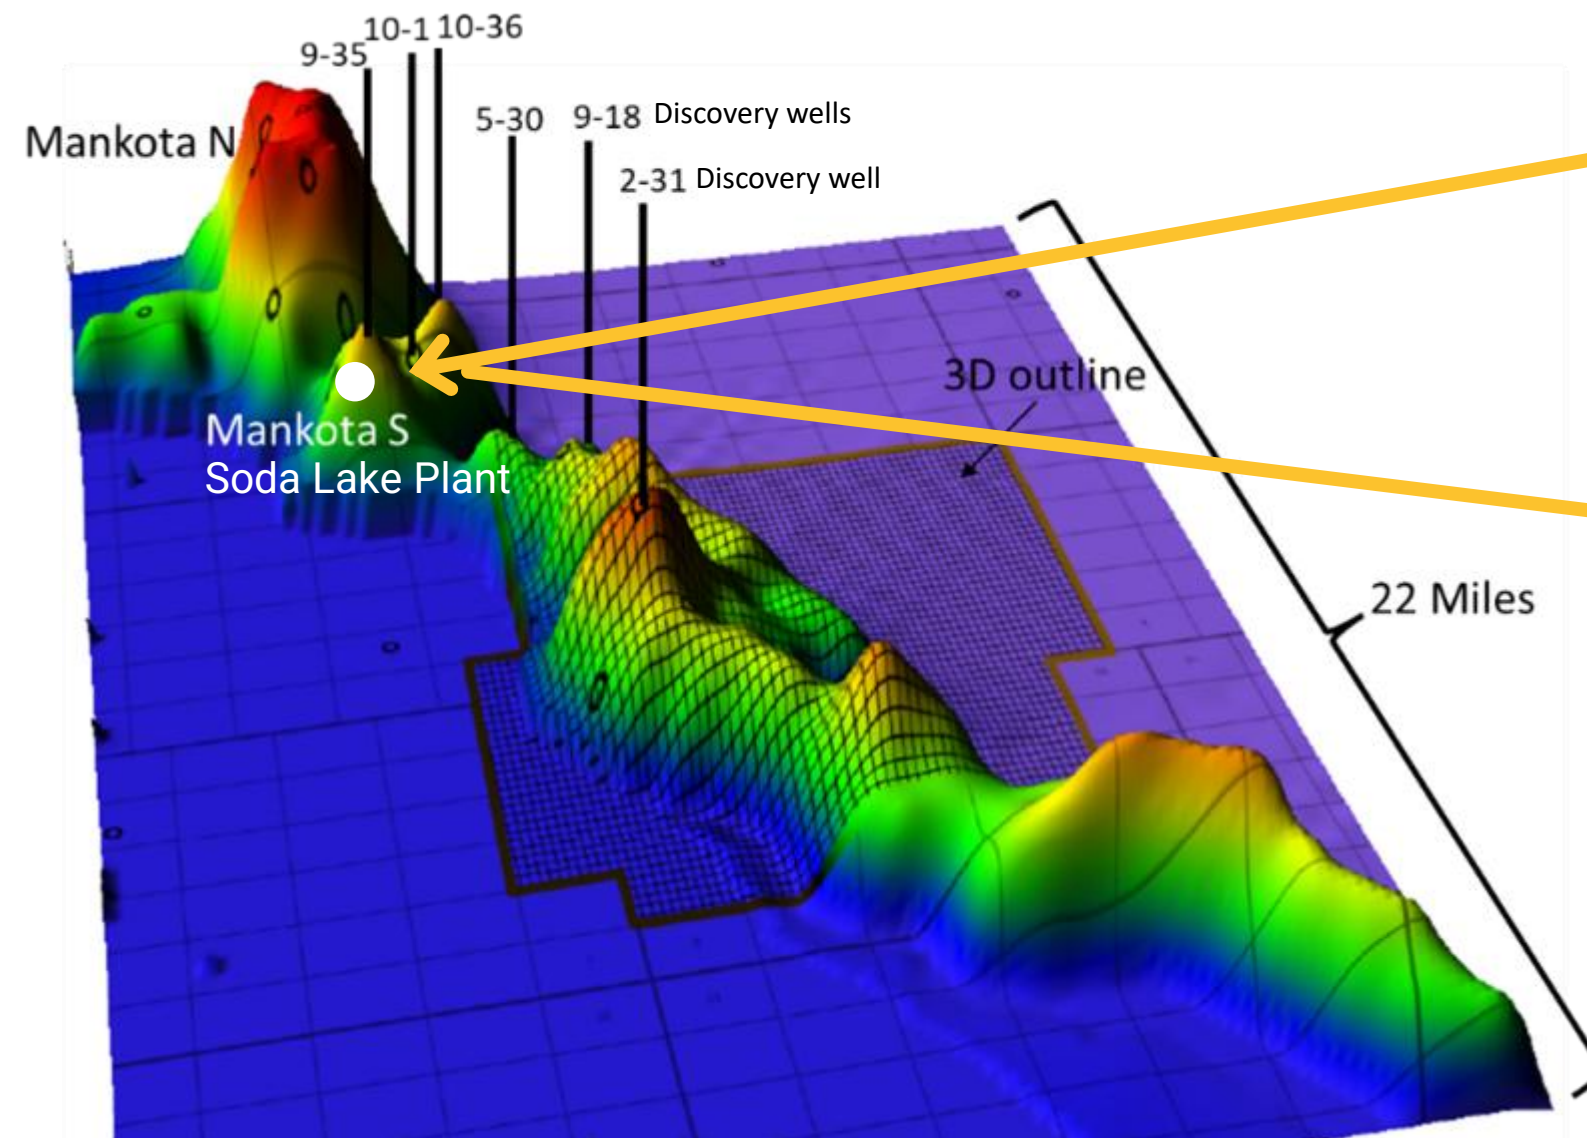 10-1 10-36
9-35
5-30 9-18 Discovery wells
Mankota N
2-31 Discovery well
3D outline
Mankota S
Soda Lake Plant
22 Miles